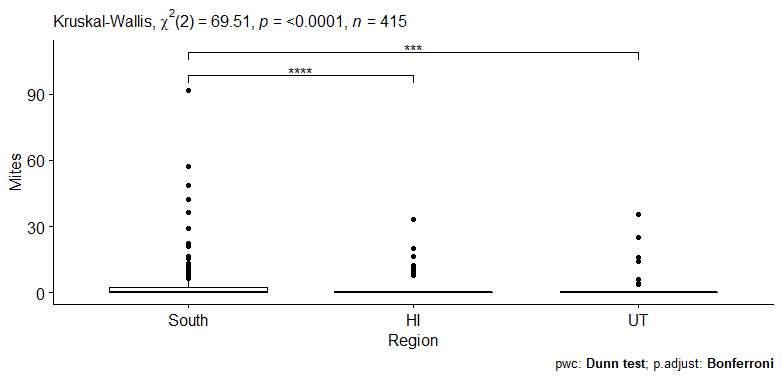 Kruskal-Wallis, χ²(2) = 69.51, p = <0.0001, n = 415
***
****
90
60
30
0
Mites
South HI UT
Region
pwc: Dunn test; p.adjust: Bonferroni